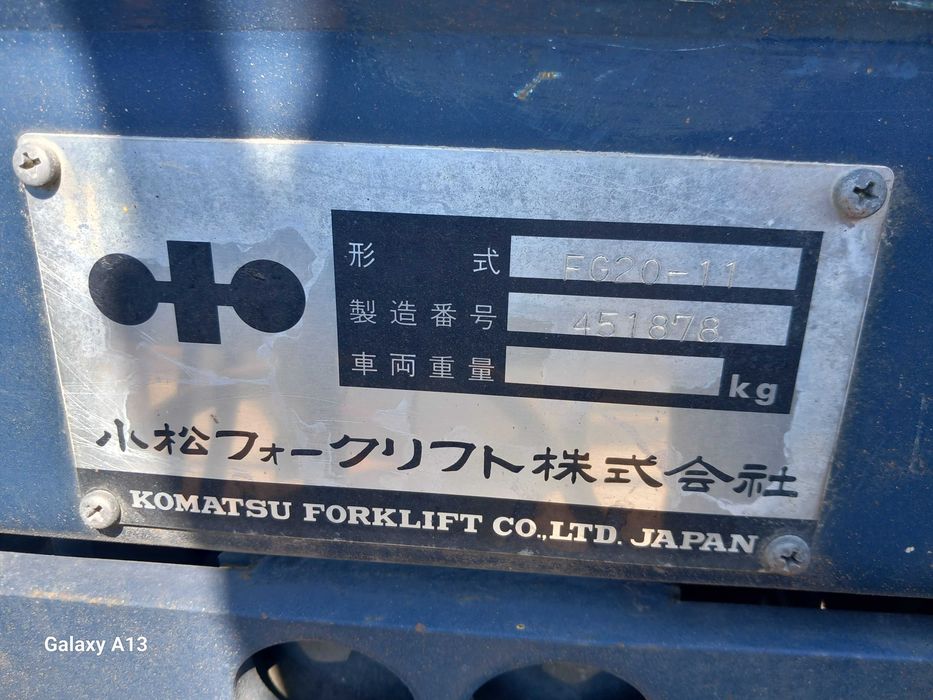 形式 FG20-11
製造番号 451878
車両重量 kg
小松フォークリフト株式会社
KOMATSU FORKLIFT CO.,LTD. JAPAN
Galaxy A13